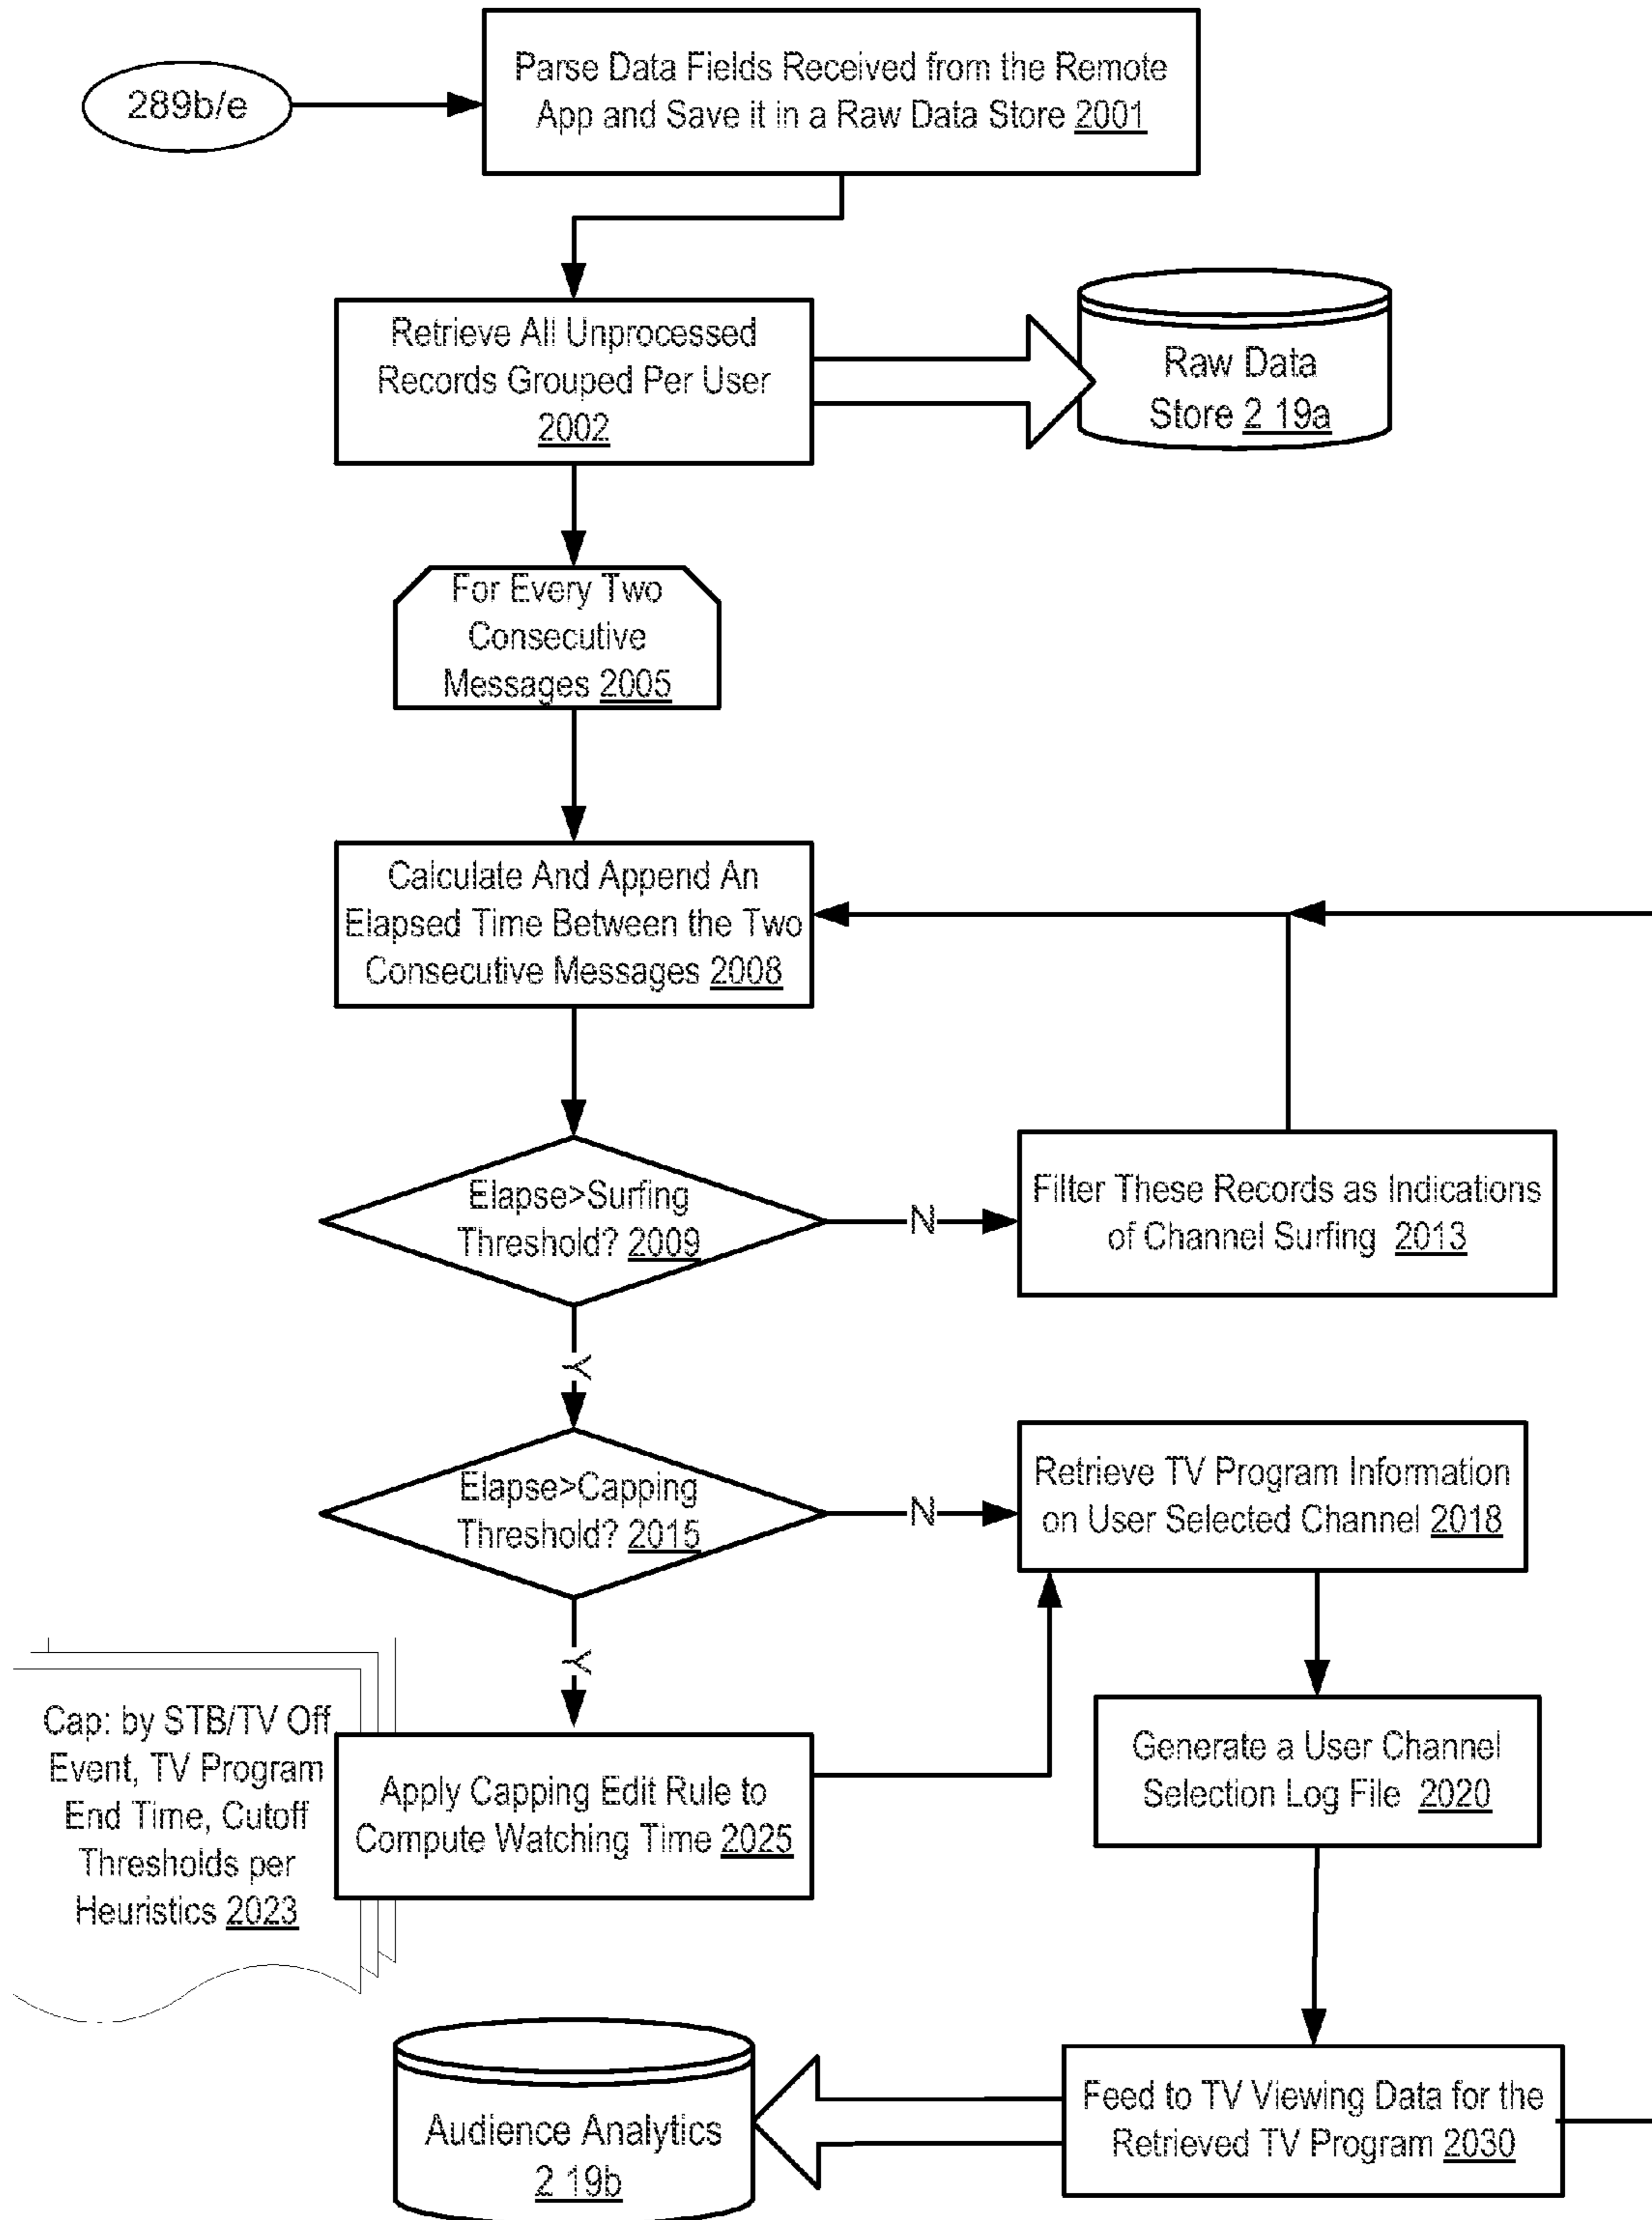 289b/e
Parse Data Fields Received from the Remote
App and Save it in a Raw Data Store 2001
Retrieve All Unprocessed
Records Grouped Per User
2002
Raw Data
Store 2 19a
For Every Two
Consecutive
Messages 2005
Calculate And Append An
Elapsed Time Between the Two
Consecutive Messages 2008
Elapse>Surfing
Threshold? 2009
N
Filter These Records as Indications
of Channel Surfing 2013
Y
Elapse>Capping
Threshold? 2015
N
Retrieve TV Program Information
on User Selected Channel 2018
Y
Cap: by STB/TV Off
Event, TV Program
End Time, Cutoff
Thresholds per
Heuristics 2023
Apply Capping Edit Rule to
Compute Watching Time 2025
Generate a User Channel
Selection Log File 2020
Audience Analytics
2 19b
Feed to TV Viewing Data for the
Retrieved TV Program 2030